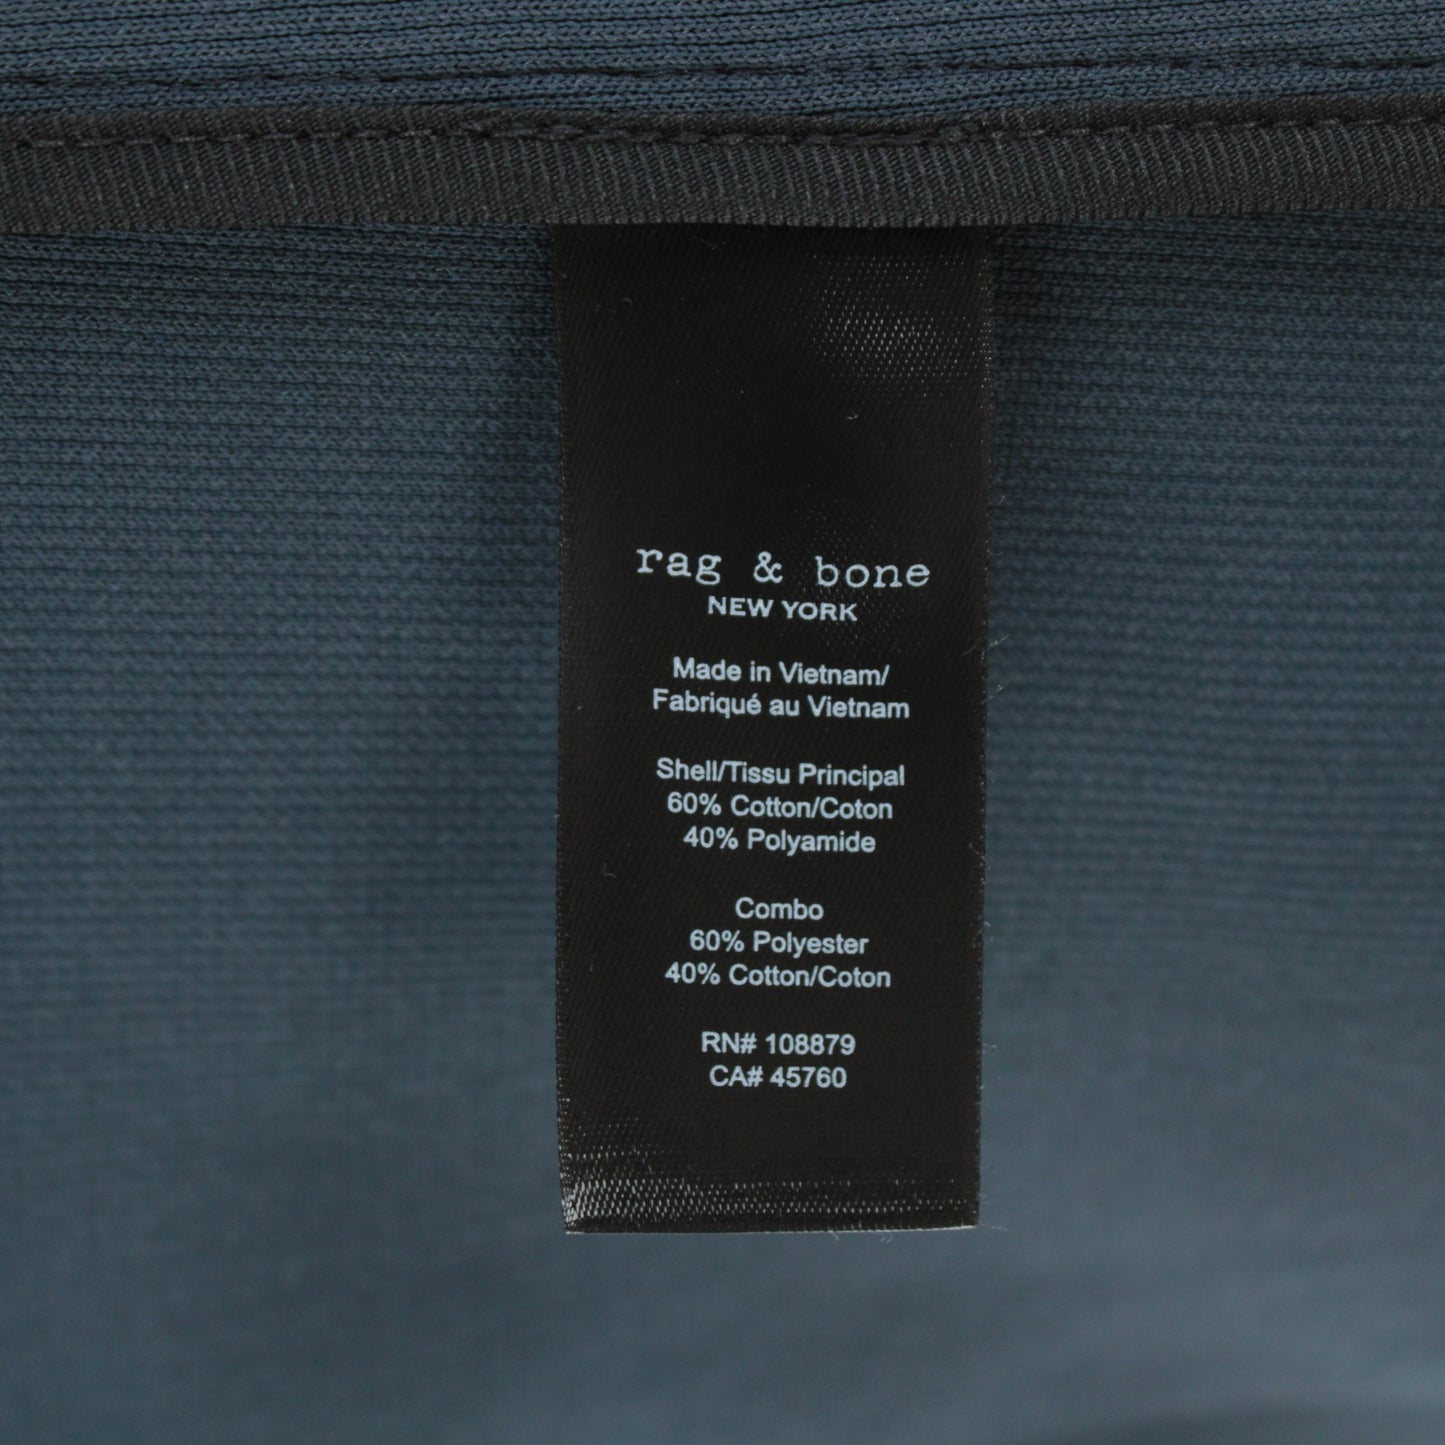 rag & bone
NEW YORK
Made in Vietnam/
Fabriqué au Vietnam
Shell/Tissu Principal
60% Cotton/Coton
40% Polyamide
Combo
60% Polyester
40% Cotton/Coton
RN# 108879
CA# 45760